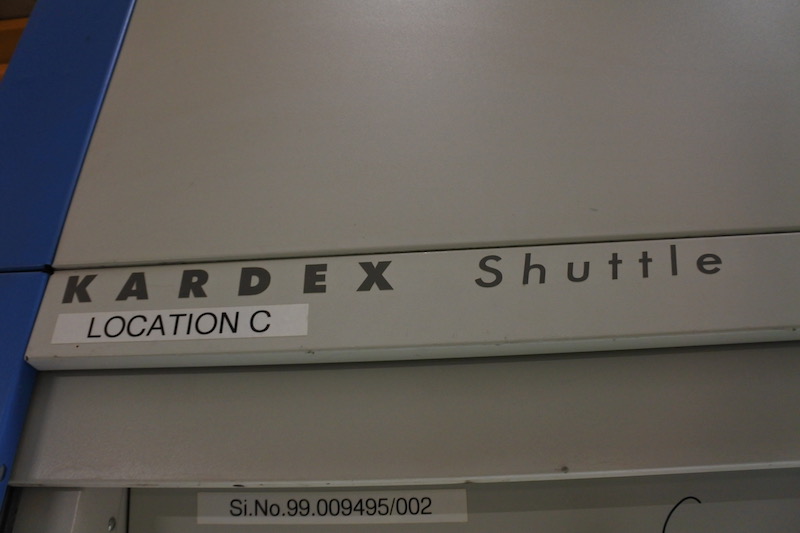 KARDEX Shuttle
LOCATION C
Si.No.99.009495/002